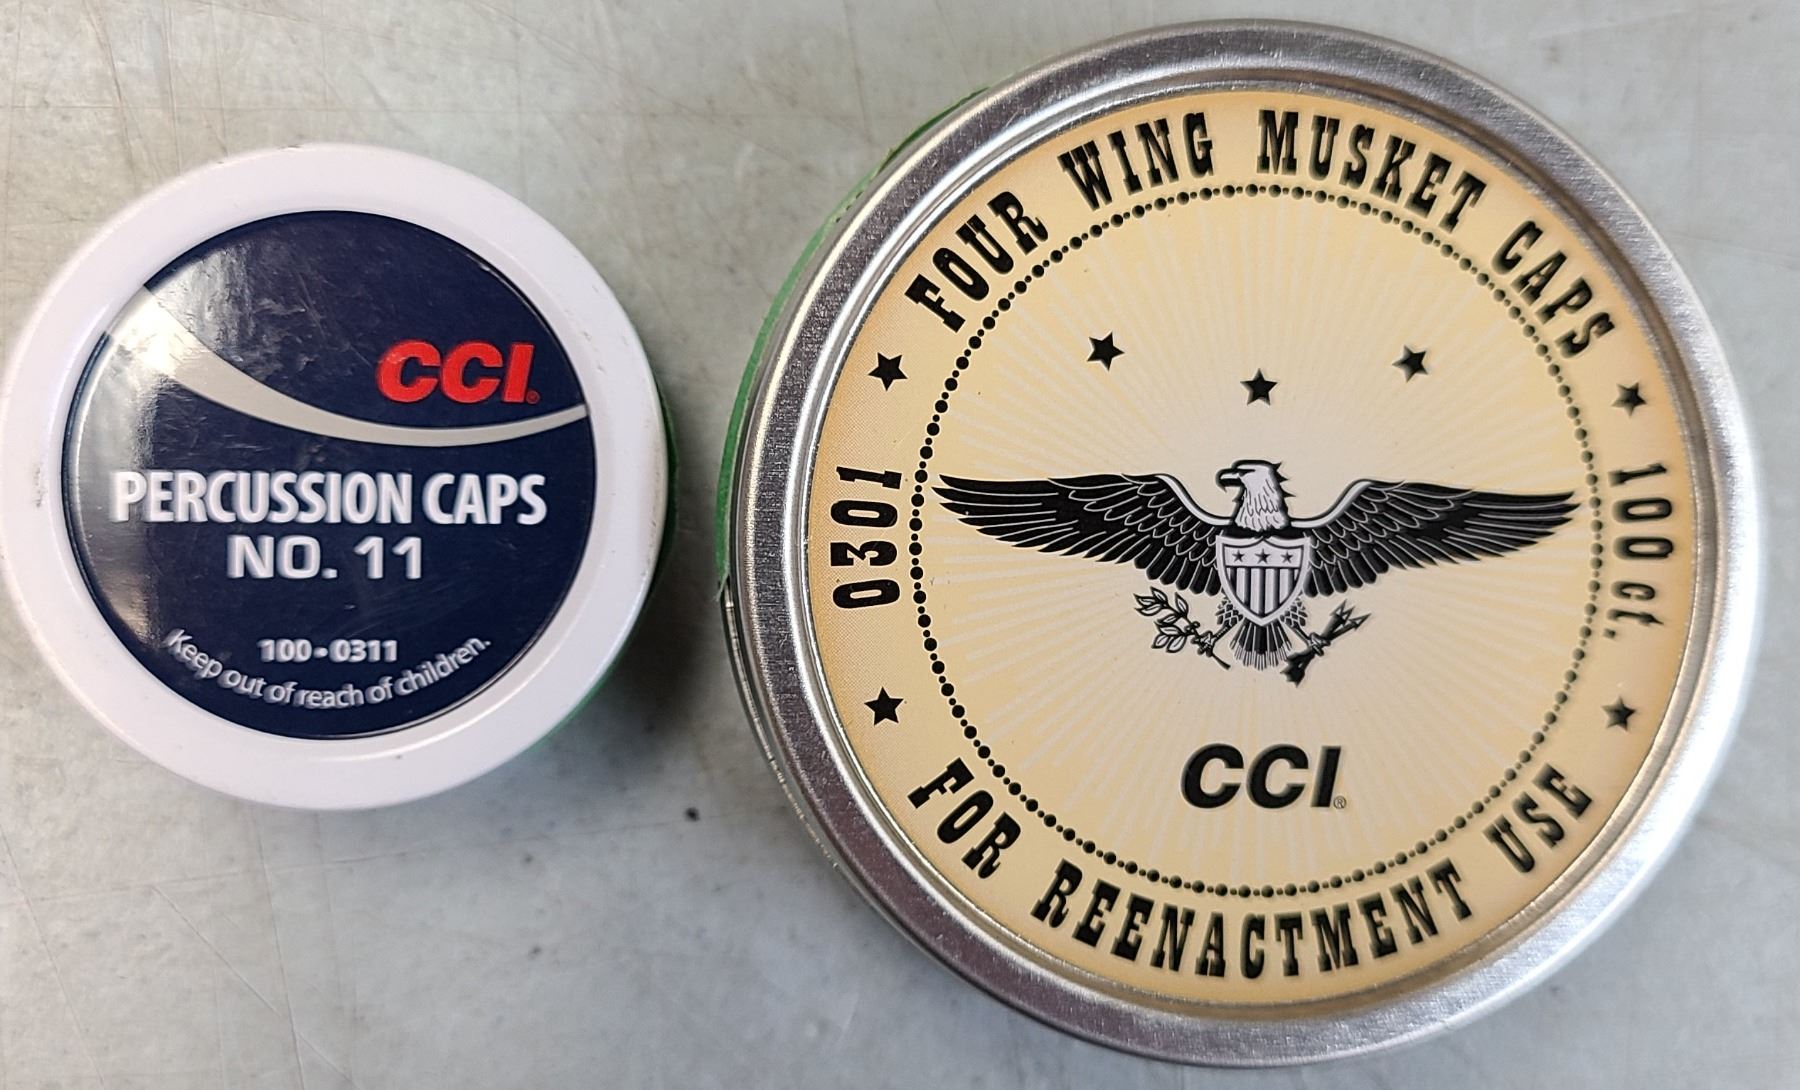 CCI®
PERCUSSION CAPS
NO. 11
100•0311
Keep out of reach of children.
FOUR WING MUSKET CAPS
100 ct.
0301
CCI®
FOR REENACTMENT USE